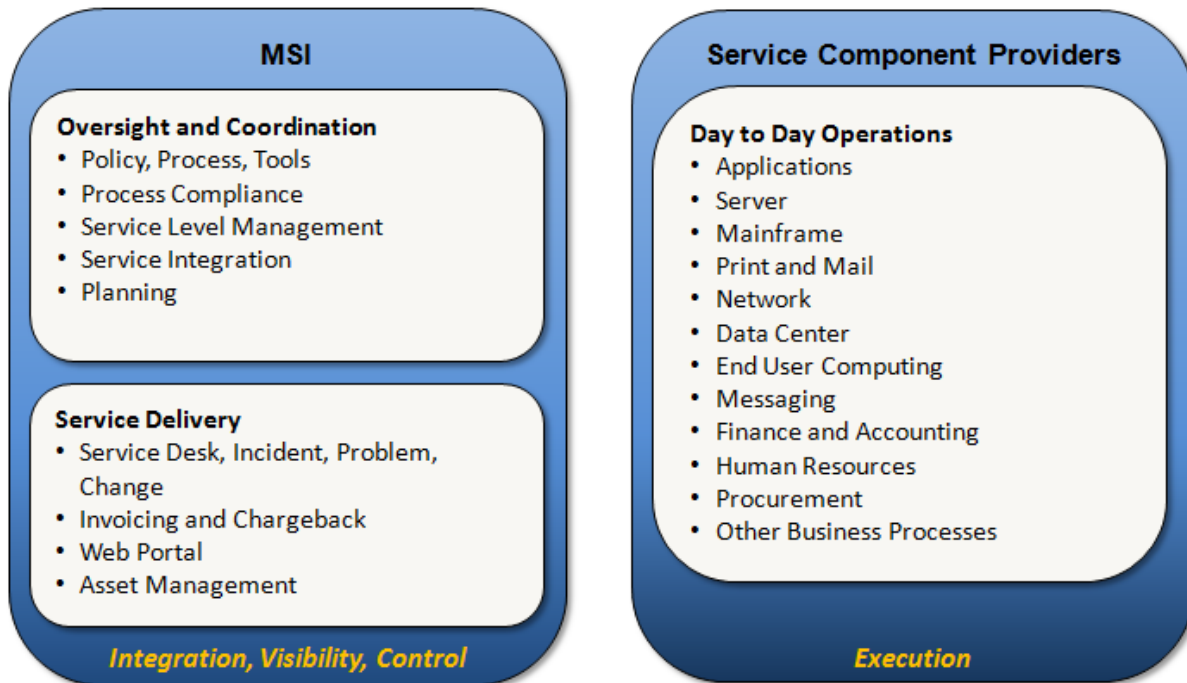 MSI
Oversight and Coordination
• Policy, Process, Tools
• Process Compliance
• Service Level Management
• Service Integration
• Planning
Service Delivery
• Service Desk, Incident, Problem,
Change
• Invoicing and Chargeback
• Web Portal
• Asset Management
Integration, Visibility, Control
Service Component Providers
Day to Day Operations
• Applications
• Server
• Mainframe
• Print and Mail
• Network
• Data Center
• End User Computing
• Messaging
• Finance and Accounting
• Human Resources
• Procurement
• Other Business Processes
Execution